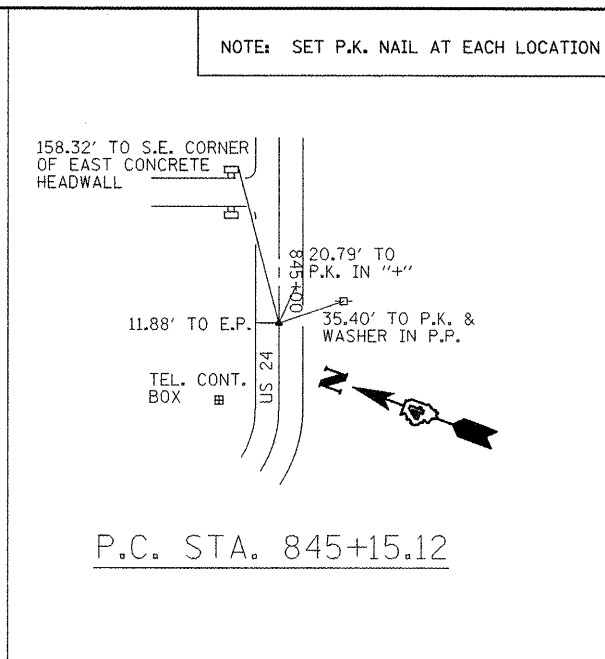 NOTE: SET P.K. NAIL AT EACH LOCATION
158.32' TO S.E. CORNER
OF EAST CONCRETE
HEADWALL
845+00
20.79' TO
P.K. IN "+"
11.88' TO E.P.
35.40' TO P.K. &
WASHER IN P.P.
US 24
TEL. CONT.
BOX
N
P.C. STA. 845+15.12